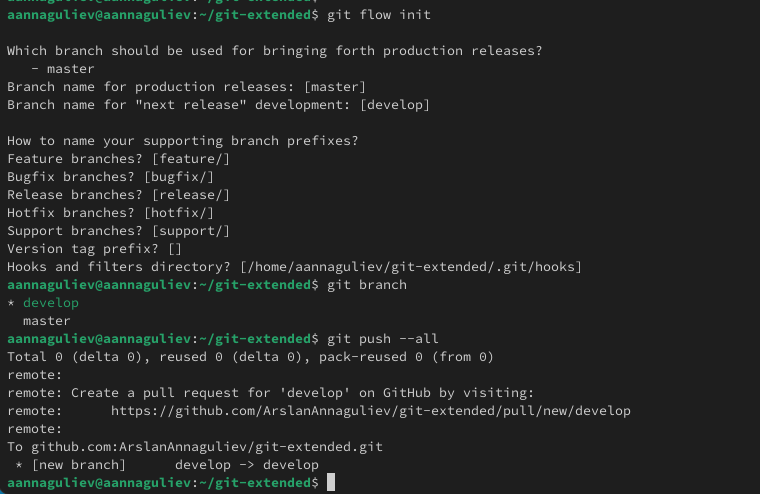 aannaguliev@aannaguliev:~/git-extended$ git flow init
Which branch should be used for bringing forth production releases?
   - master
Branch name for production releases: [master]
Branch name for "next release" development: [develop]
How to name your supporting branch prefixes?
Feature branches? [feature/]
Bugfix branches? [bugfix/]
Release branches? [release/]
Hotfix branches? [hotfix/]
Support branches? [support/]
Version tag prefix? []
Hooks and filters directory? [/home/aannaguliev/git-extended/.git/hooks]
aannaguliev@aannaguliev:~/git-extended$ git branch
* develop
  master
aannaguliev@aannaguliev:~/git-extended$ git push --all
Total 0 (delta 0), reused 0 (delta 0), pack-reused 0 (from 0)
remote:
remote: Create a pull request for 'develop' on GitHub by visiting:
remote:      https://github.com/ArslanAnnaguliev/git-extended/pull/new/develop
remote:
To github.com:ArslanAnnaguliev/git-extended.git
 * [new branch]      develop -> develop
aannaguliev@aannaguliev:~/git-extended$